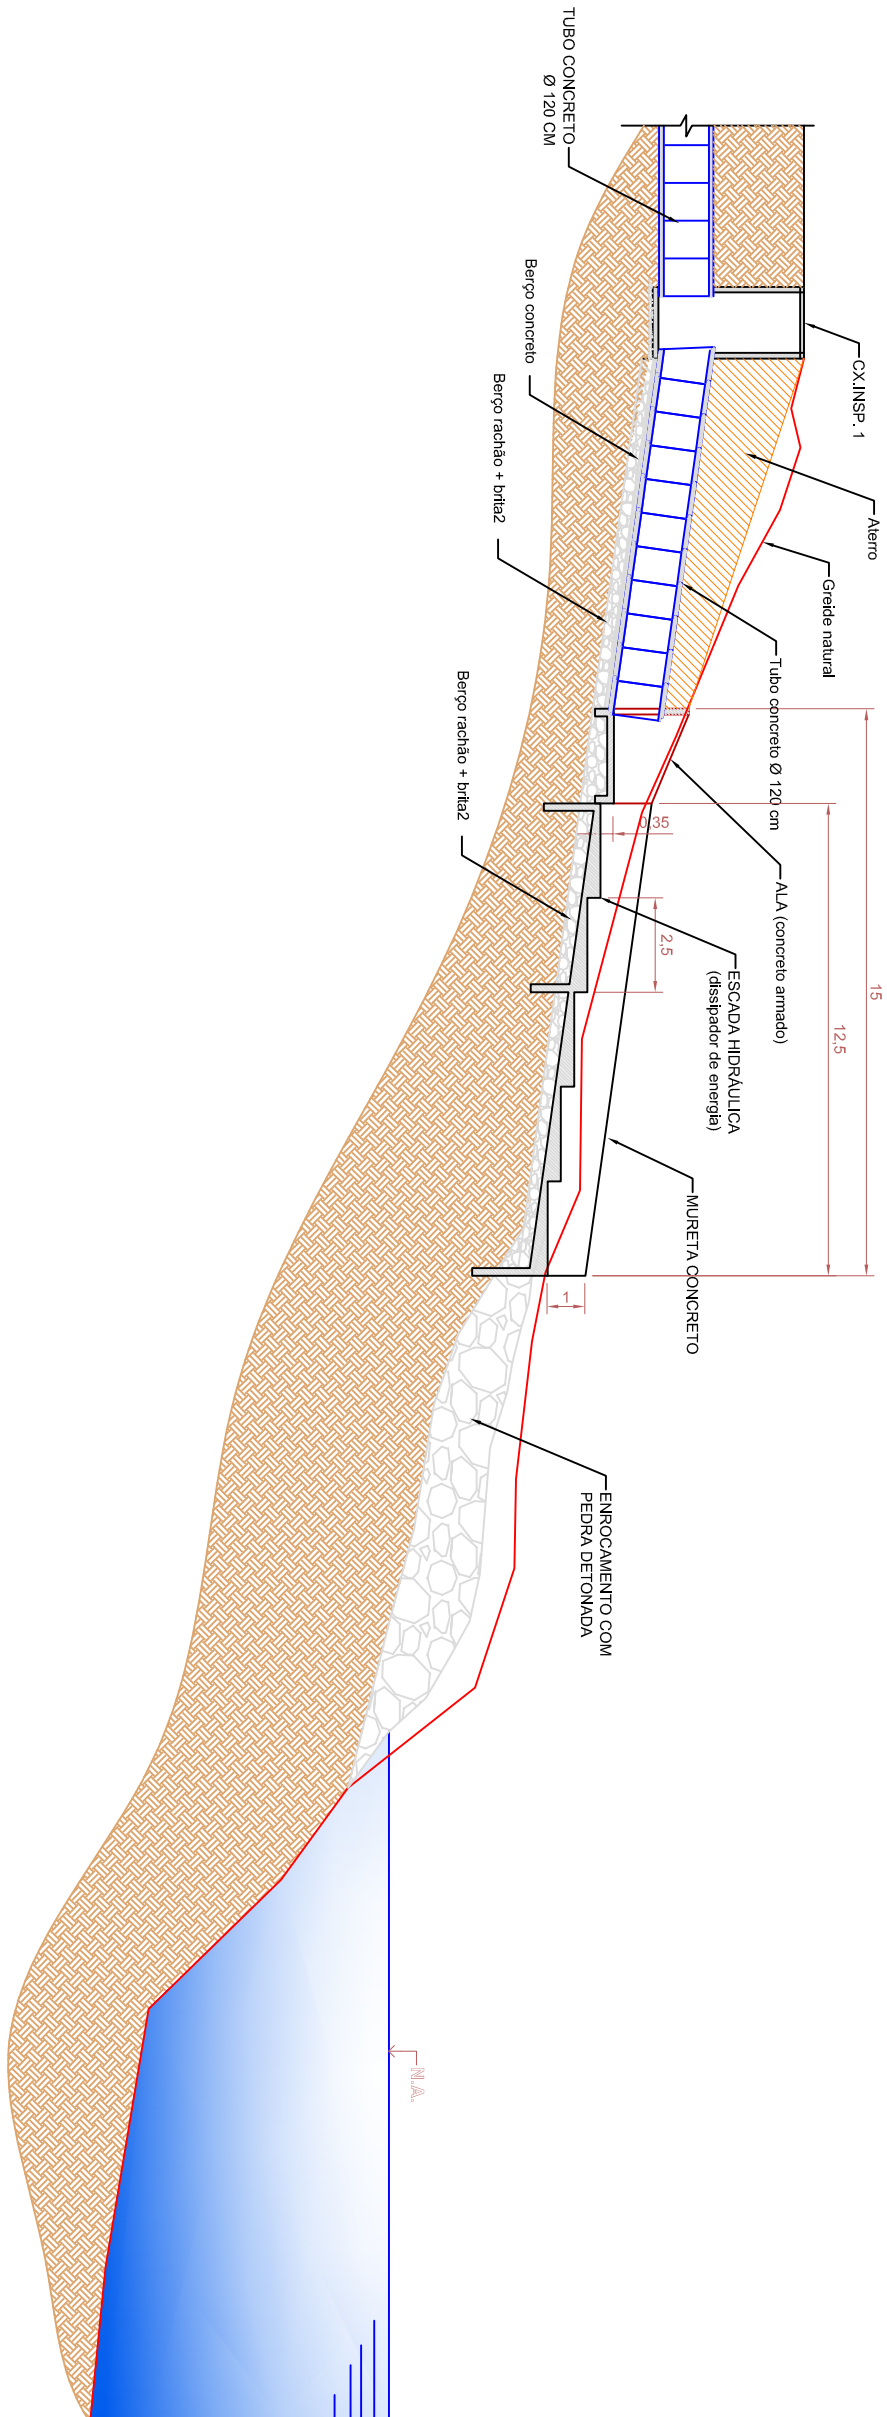 TUBO CONCRETO
Ø 120 CM
CX.INSP. 1
Berço concreto
Berço rachão + brita2
Aterro
Greide natural
Tubo concreto Ø 120 cm
Berço rachão + brita2
ALA (concreto armado)
ESCADA HIDRÁULICA
(dissipador de energia)
15
12,5
0,35
2,5
MURETA CONCRETO
1
ENROCAMENTO COM
PEDRA DETONADA
N.A.